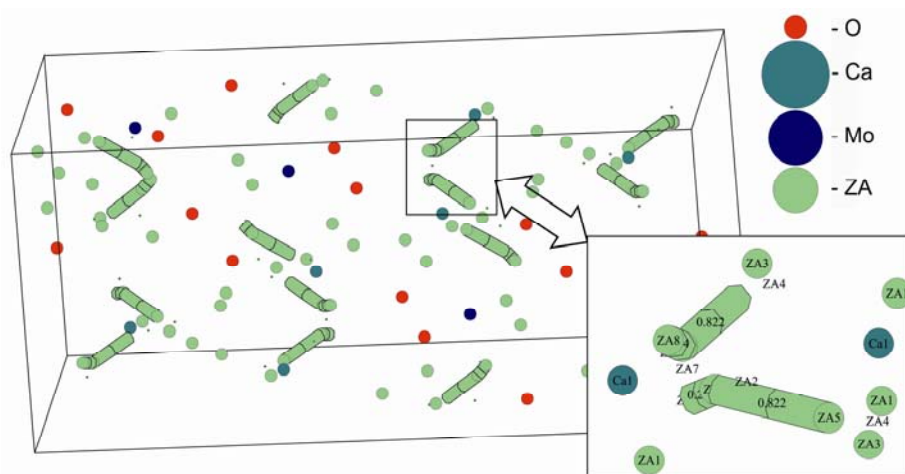 - O
- Ca
- Mo
- ZA
ZA3
ZA4
ZA1
0.822
ZA8
ZA7
Ca1
Ca1
ZA2
0.822
ZA5
ZA1
ZA4
ZA3
ZA1